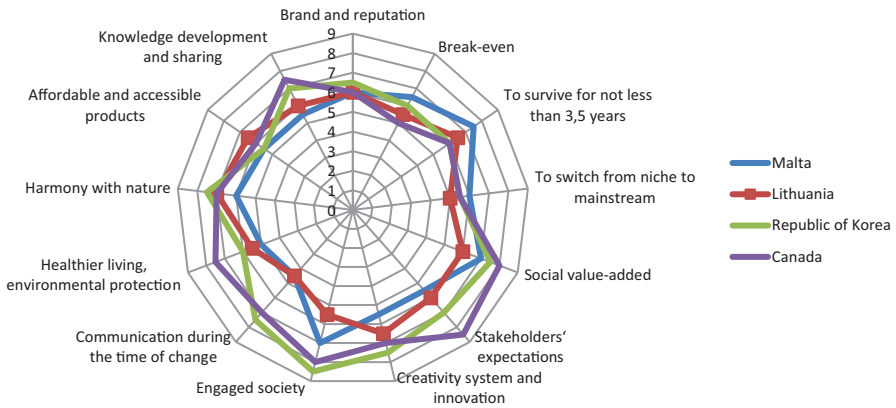 Brand and reputation
Break-even
To survive for not less
than 3,5 years
To switch from niche to
mainstream
Social value-added
Stakeholders‘
expectations
Creativity system and
innovation
Engaged society
Communication during
the time of change
Healthier living,
environmental protection
Harmony with nature
Affordable and accessible
products
Knowledge development
and sharing
9
8
7
6
5
4
3
2
1
0
Malta
Lithuania
Republic of Korea
Canada